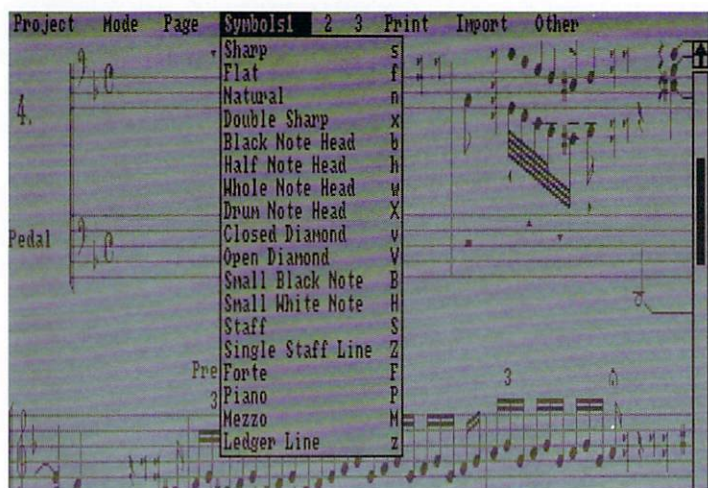 Project Mode Page Symbols1 2 3 Print Import Other
Sharp s
Flat f
Natural n
4.
Double Sharp x
Black Note Head b
Half Note Head h
Whole Note Head w
Drum Note Head X
Closed Diamond v
Pedal
Open Diamond V
Small Black Note B
Small White Note H
Staff S
Single Staff Line Z
Pre
Forte F
3
3
Piano P
Mezzo M
Ledger Line z